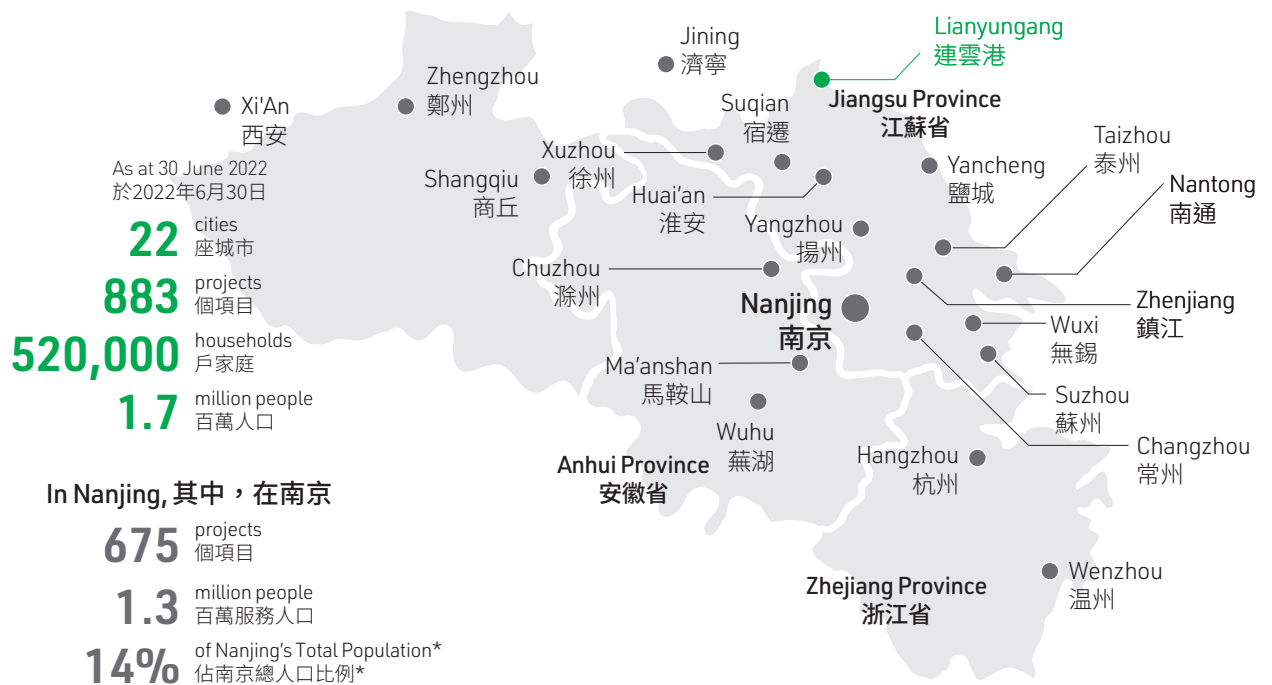 Lianyungang
連雲港
Jining
濟寧
Zhengzhou
鄭州
Xi'An
西安
Suqian
宿遷
Jiangsu Province
江蘇省
Taizhou
泰州
Xuzhou
徐州
Yancheng
鹽城
Shangqiu
商丘
Huai'an
淮安
Nantong
南通
Yangzhou
揚州
Chuzhou
滁州
Nanjing
南京
Zhenjiang
鎮江
Wuxi
無錫
Ma'anshan
馬鞍山
Suzhou
蘇州
Wuhu
蕪湖
Changzhou
常州
Anhui Province
安徽省
Hangzhou
杭州
Wenzhou
温州
Zhejiang Province
浙江省
As at 30 June 2022
於2022年6月30日
22 cities
座城市
883 projects
個項目
520,000 households
戶家庭
1.7 million people
百萬人口
In Nanjing, 其中，在南京
675 projects
個項目
1.3 million people
百萬服務人口
14% of Nanjing's Total Population*
佔南京總人口比例*